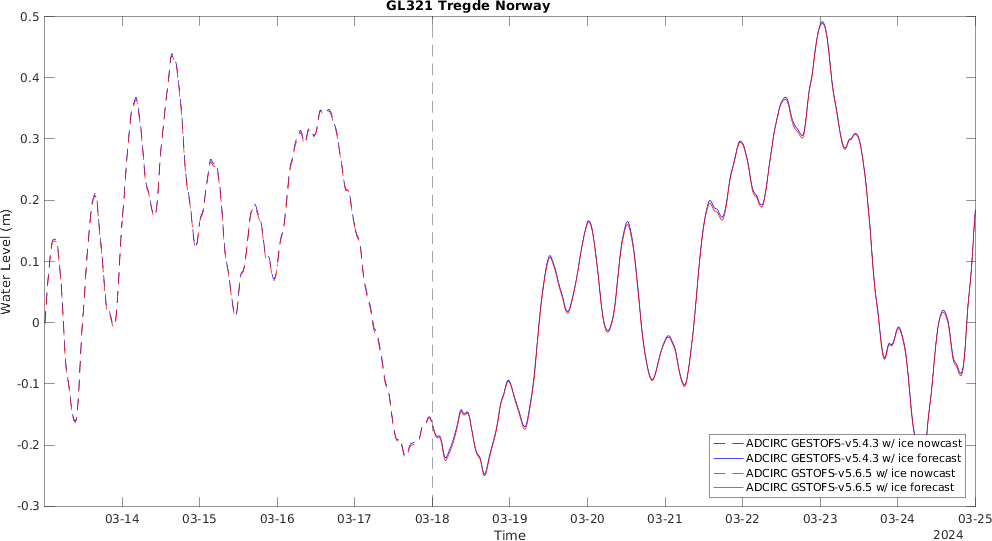 GL321 Tregde Norway
0.5
0.4
0.3
0.2
0.1
0
-0.1
-0.2
-0.3
Water Level (m)
ADCIRC GESTOFS-v5.4.3 w/ ice nowcast
ADCIRC GESTOFS-v5.4.3 w/ ice forecast
ADCIRC GSTOFS-v5.6.5 w/ ice nowcast
ADCIRC GSTOFS-v5.6.5 w/ ice forecast
03-14 03-15 03-16 03-17 03-18 03-19 03-20 03-21 03-22 03-23 03-24 03-25
Time
2024